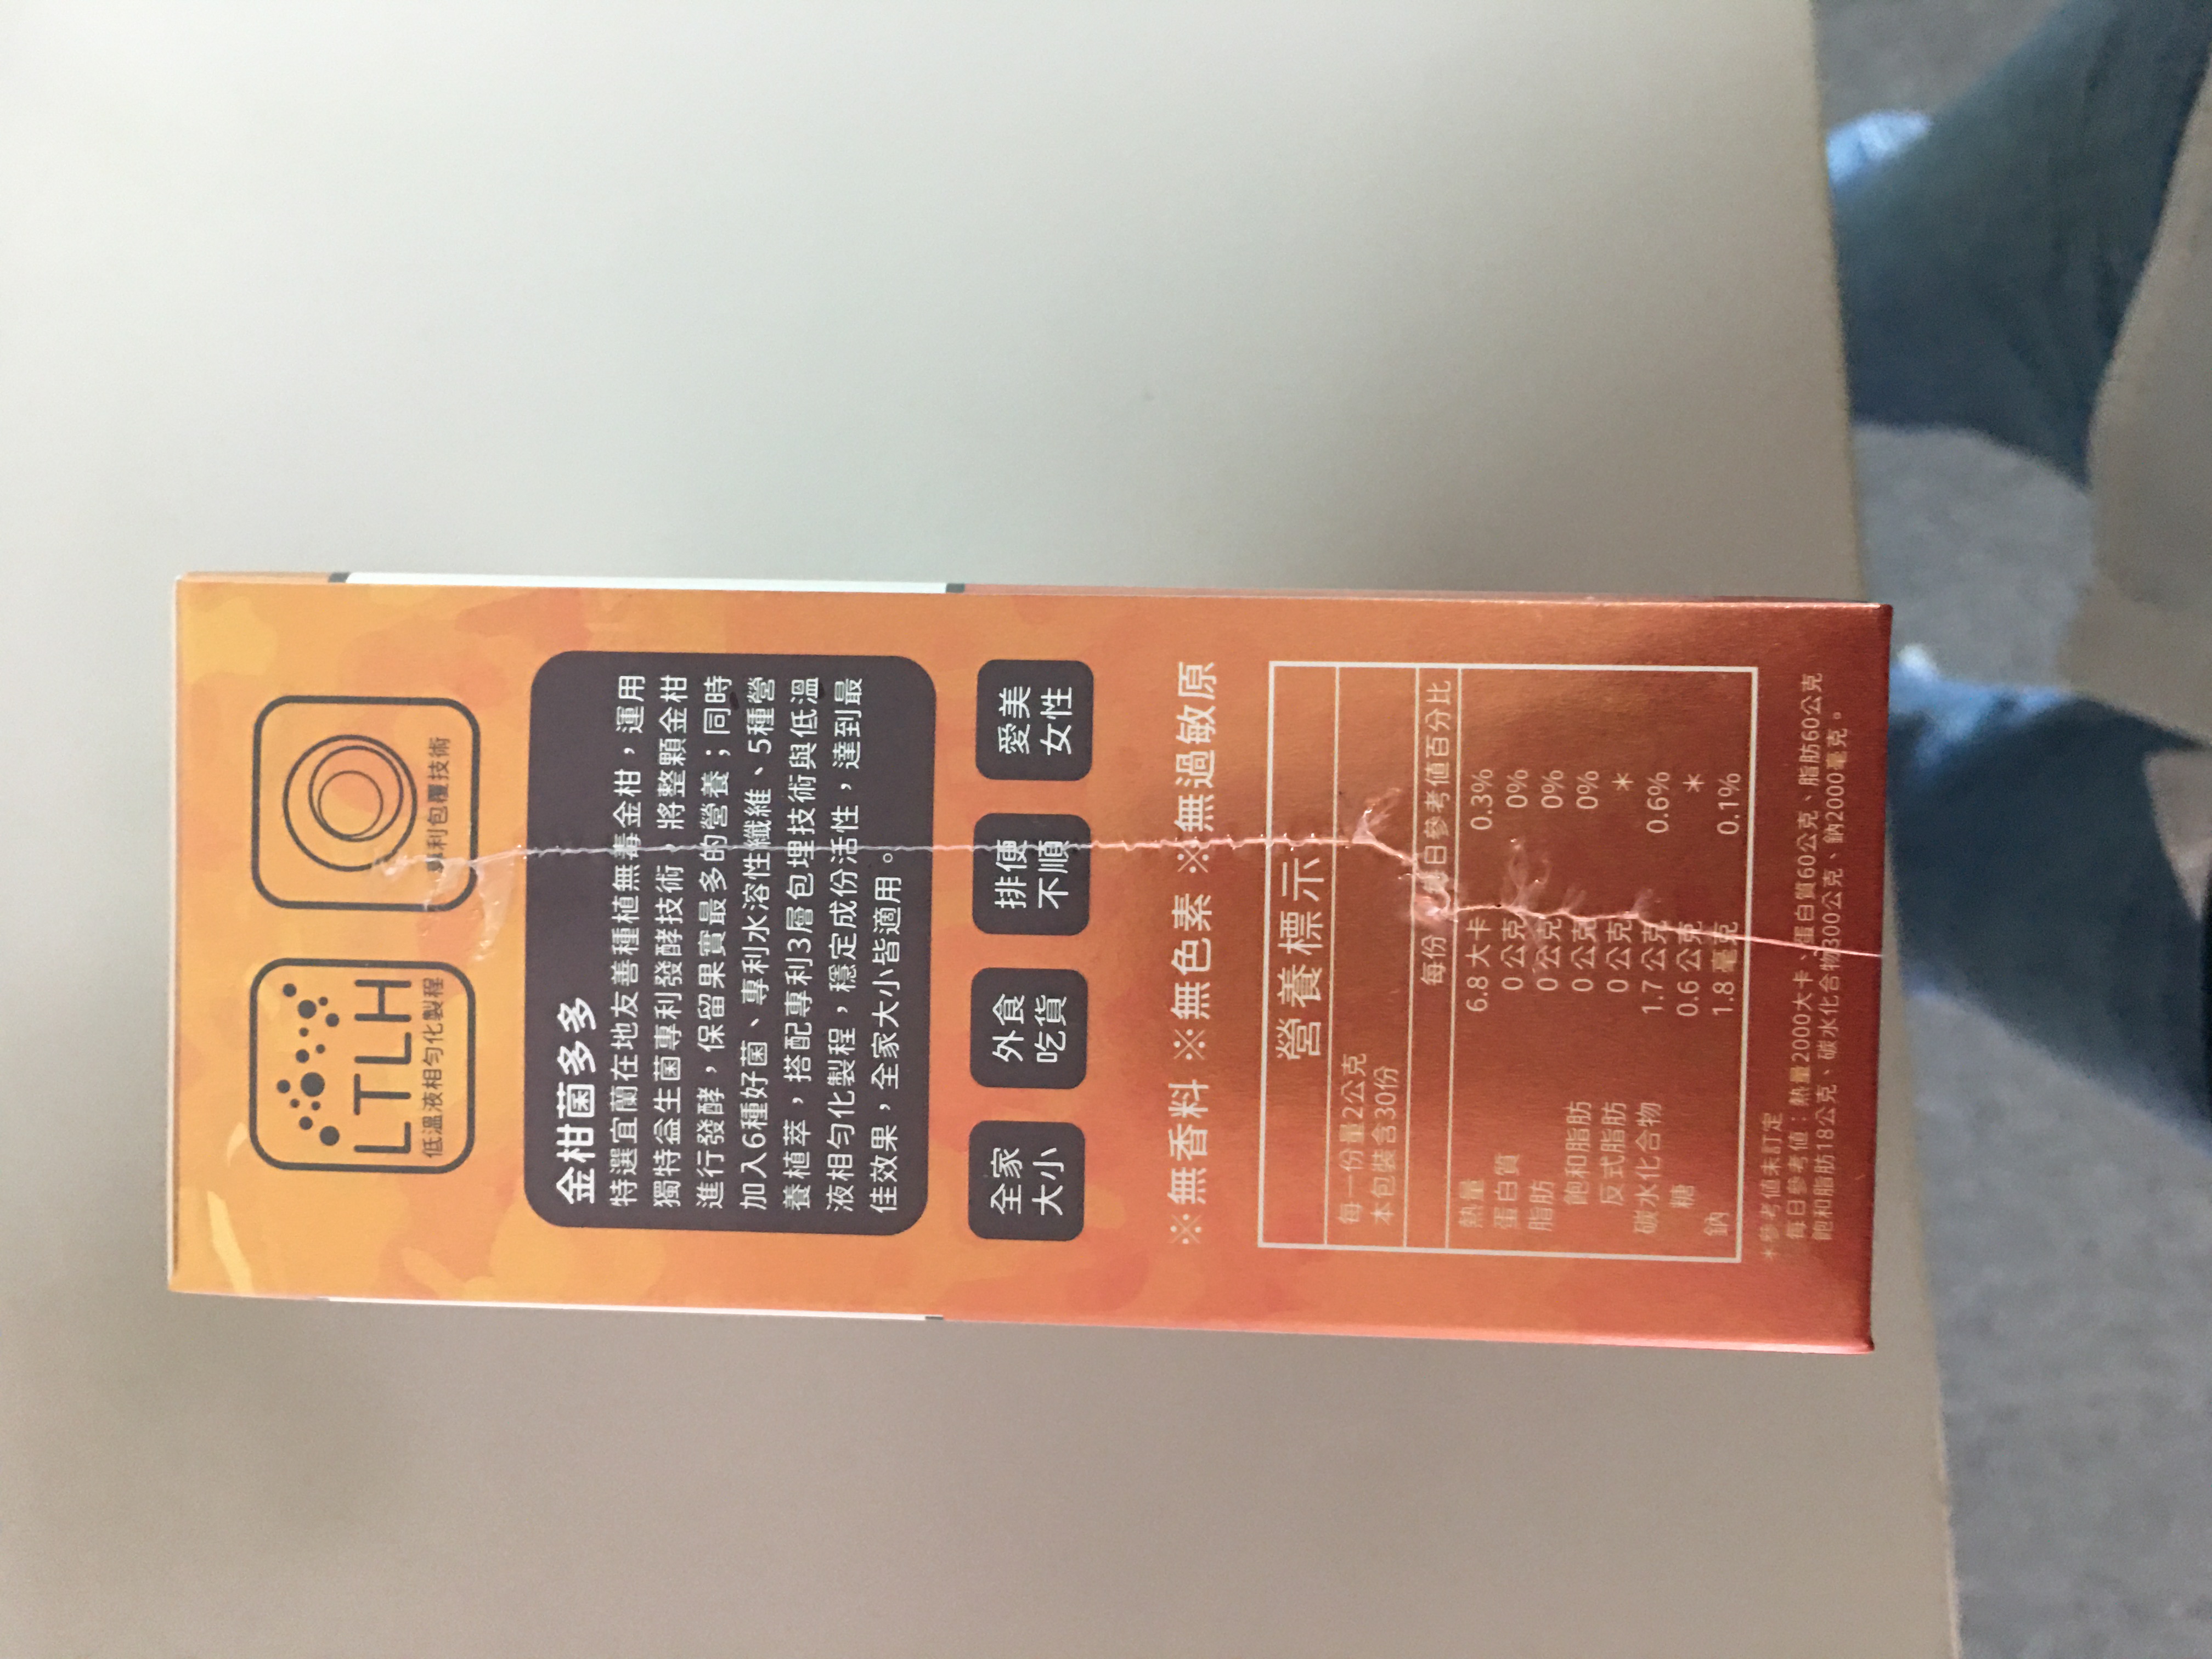 LTLH
低溫液相勻化製程
專利包覆技術
金柑菌多多
特選宜蘭在地友善種植無毒金柑，運用
獨特益生菌專利發酵技術，將整顆金柑
進行發酵，保留果實最多的營養；同時
加入6種好菌、專利水溶性纖維、5種營
養植萃，搭配專利3層包埋技術與低溫
液相勻化製程，穩定成份活性，達到最
佳效果，全家大小皆適用。
全家
大小
外食
吃貨
排便
不順
愛美
女性
※無香料 ※無色素 ※無過敏原
營養標示
每一份量2公克
本包裝含30份
每份 每日參考值百分比
熱量 6.8 大卡 0.3%
蛋白質 0 公克 0%
脂肪 0 公克 0%
飽和脂肪 0 公克 0%
反式脂肪 0 公克 *
碳水化合物 1.7 公克 0.6%
糖 0.6 公克 *
鈉 1.8 毫克 0.1%
*參考值未訂定
每日參考值：熱量2000大卡、蛋白質60公克、脂肪60公克
飽和脂肪18公克、碳水化合物300公克、鈉2000毫克。